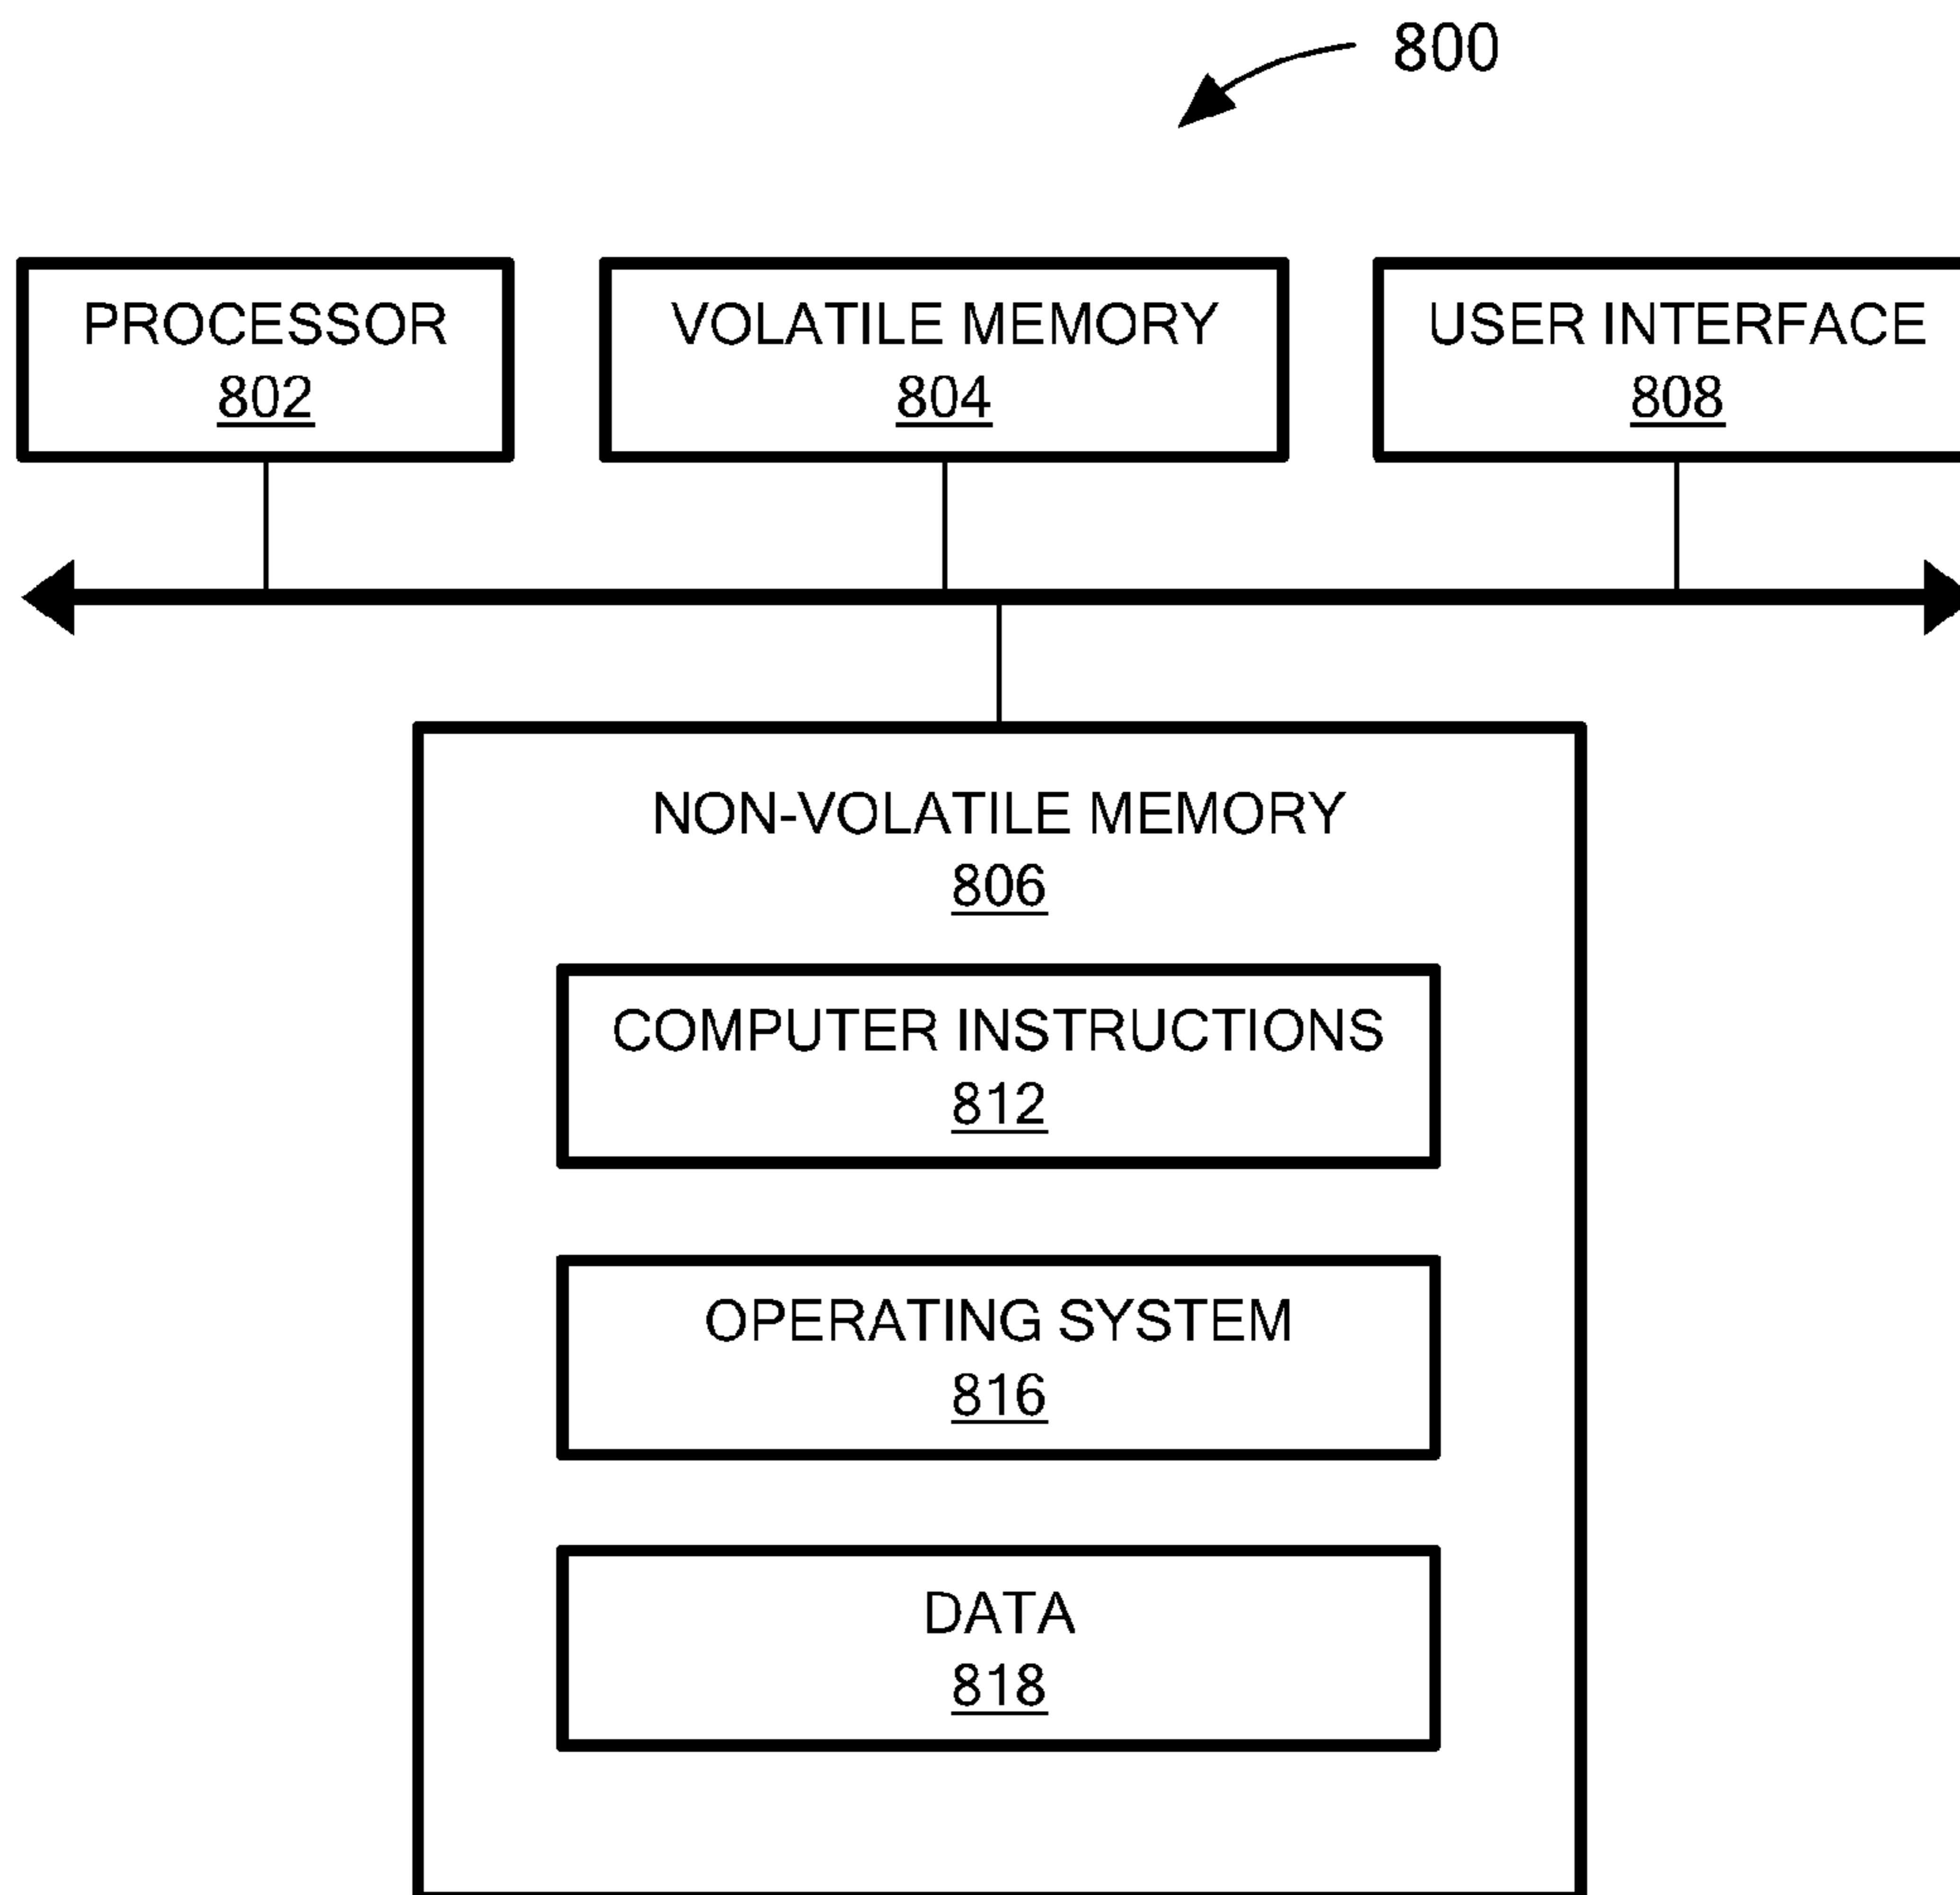 800
PROCESSOR
802
VOLATILE MEMORY
804
USER INTERFACE
808
NON-VOLATILE MEMORY
806
COMPUTER INSTRUCTIONS
812
OPERATING SYSTEM
816
DATA
818